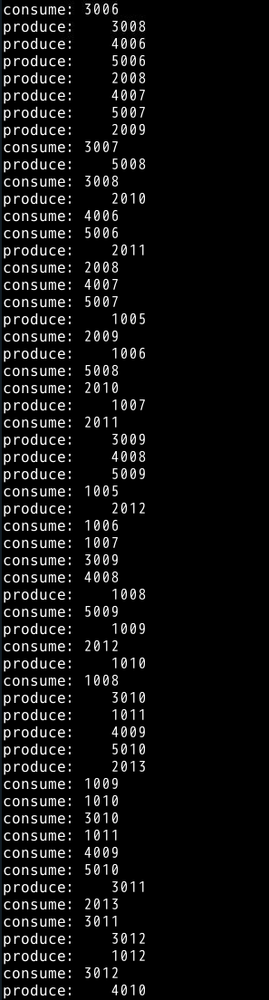 consume: 3006
produce:    3008
produce:    4006
produce:    5006
produce:    2008
produce:    4007
produce:    5007
produce:    2009
consume: 3007
produce:    5008
consume: 3008
produce:    2010
consume: 4006
consume: 5006
produce:    2011
consume: 2008
consume: 4007
consume: 5007
produce:    1005
consume: 2009
produce:    1006
consume: 5008
consume: 2010
produce:    1007
consume: 2011
produce:    3009
produce:    4008
produce:    5009
consume: 1005
produce:    2012
consume: 1006
consume: 1007
consume: 3009
consume: 4008
produce:    1008
consume: 5009
produce:    1009
consume: 2012
produce:    1010
consume: 1008
produce:    3010
produce:    1011
produce:    4009
produce:    5010
produce:    2013
consume: 1009
consume: 1010
consume: 3010
consume: 1011
consume: 4009
consume: 5010
produce:    3011
consume: 2013
consume: 3011
produce:    3012
produce:    1012
consume: 3012
produce:    4010